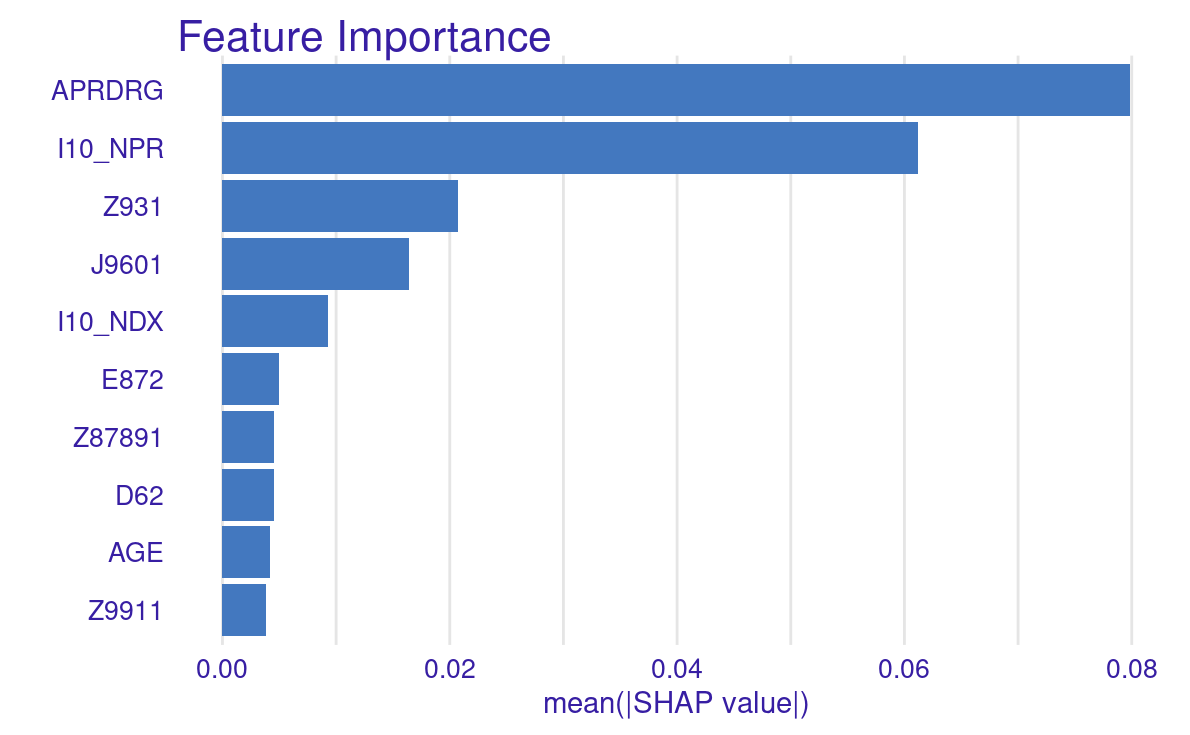 Feature Importance
APRDRG
I10_NPR
Z931
J9601
I10_NDX
E872
Z87891
D62
AGE
Z9911
0.00 0.02 0.04 0.06 0.08
mean(|SHAP value|)